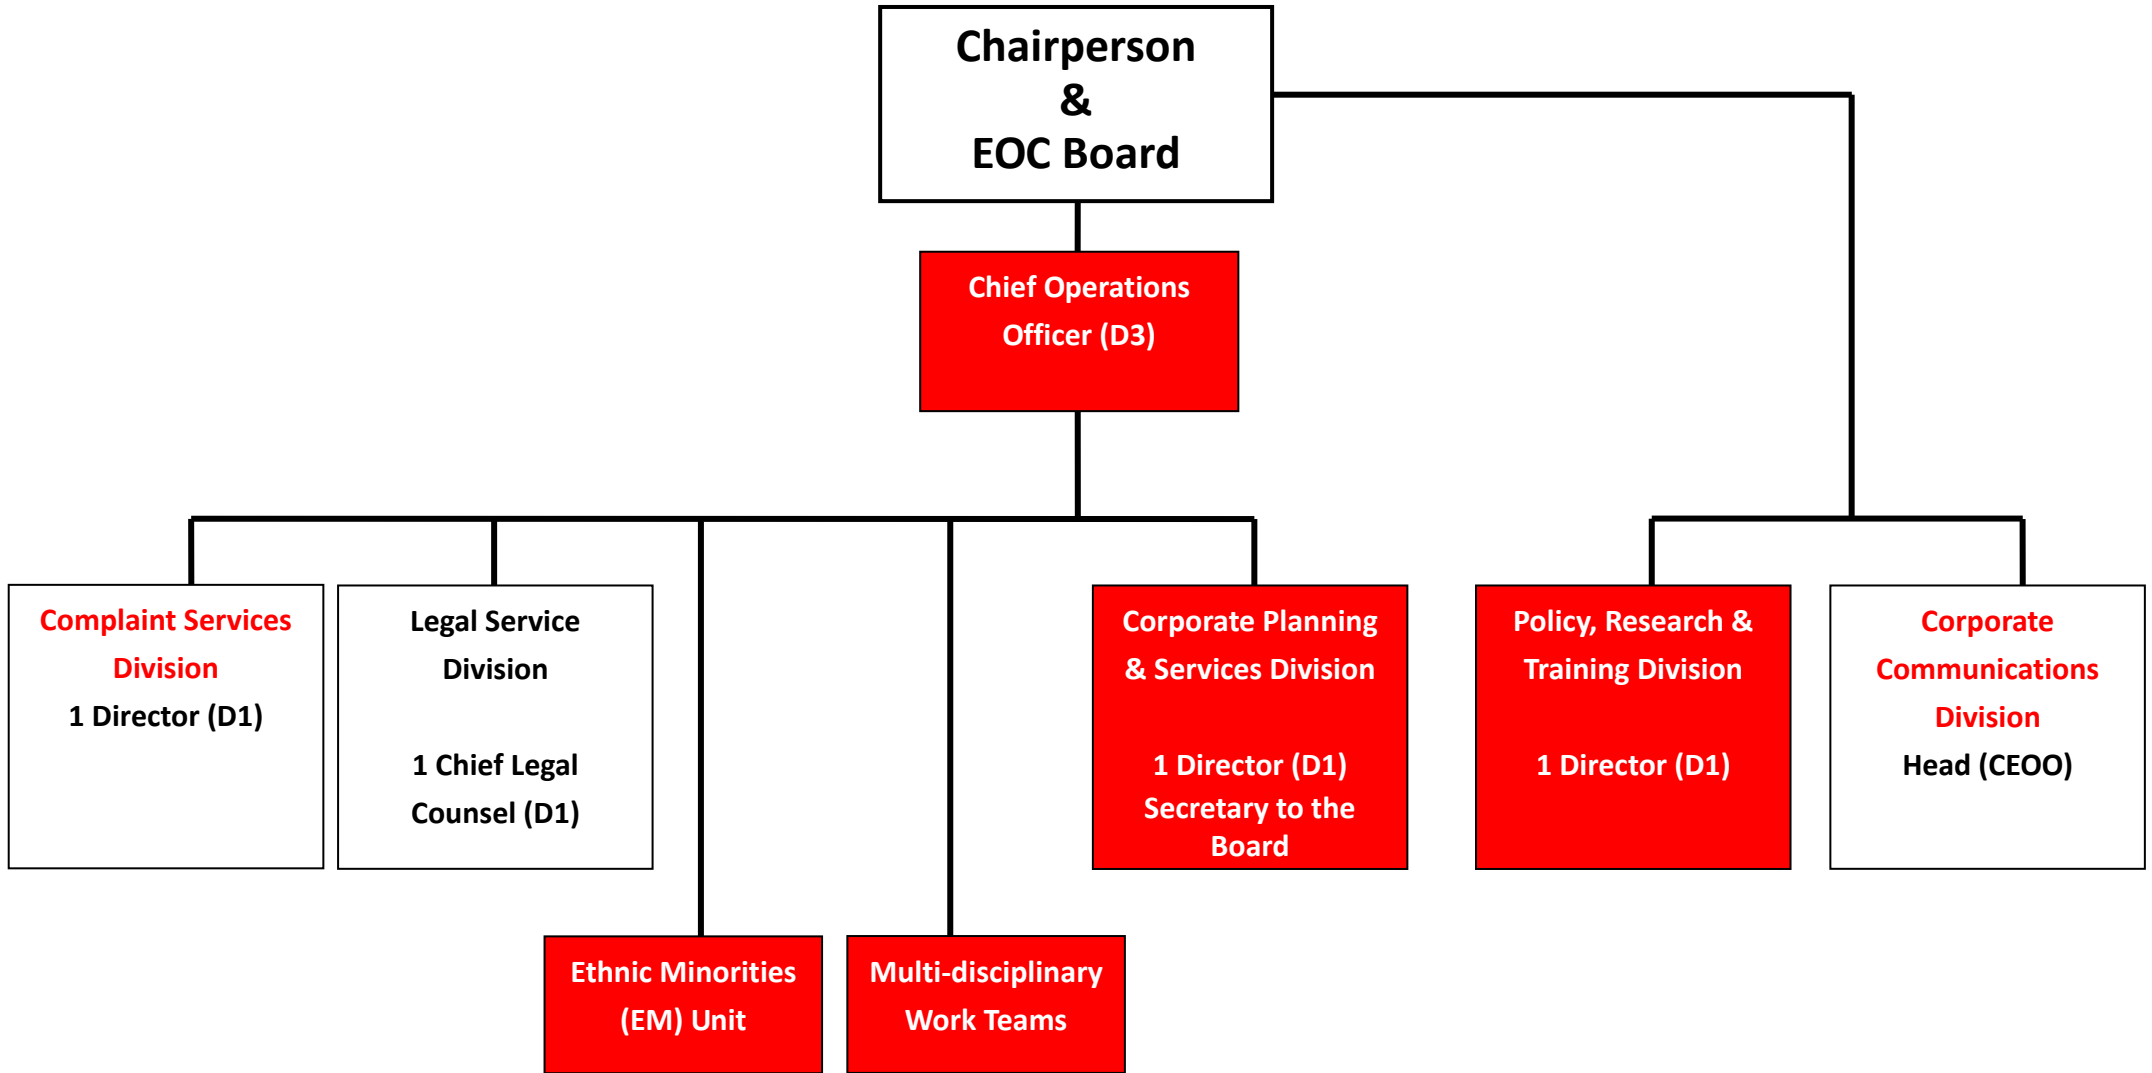 Chairperson
&
EOC Board
Chief Operations
Officer (D3)
Complaint Services
Division
1 Director (D1)
Legal Service
Division
1 Chief Legal
Counsel (D1)
Corporate Planning
& Services Division
1 Director (D1)
Secretary to the
Board
Policy, Research &
Training Division
1 Director (D1)
Corporate
Communications
Division
Head (CEOO)
Ethnic Minorities
(EM) Unit
Multi-disciplinary
Work Teams